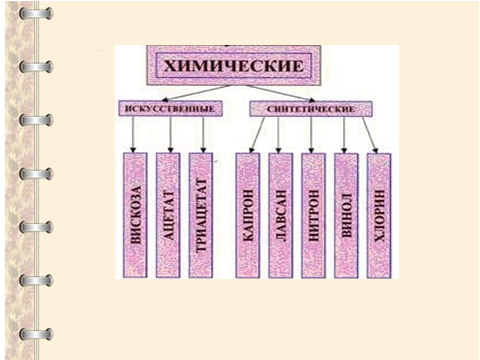 ХИМИЧЕСКИЕ
ИСКУССТВЕННЫЕ
СИНТЕТИЧЕСКИЕ
ВИСКОЗА
АЦЕТАТ
ТРИАЦЕТАТ
КАПРОН
ЛАВСАН
НИТРОН
ВИНОЛ
ХЛОРИН